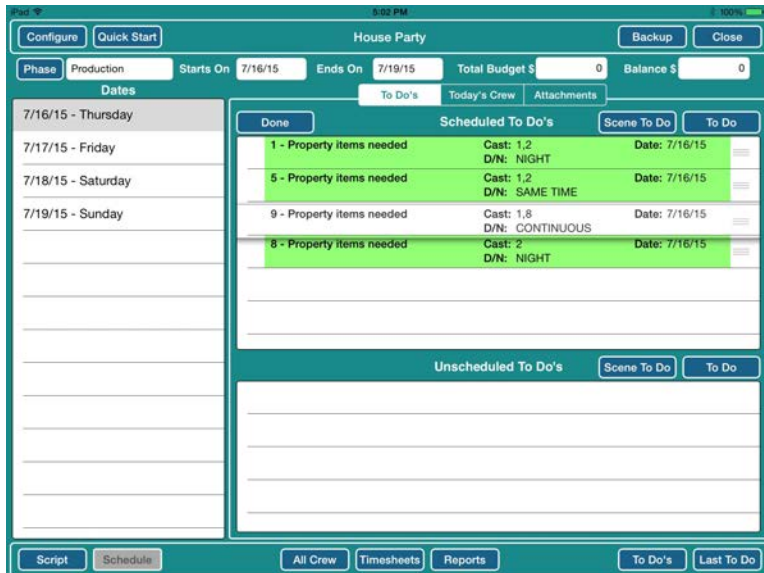 iPad 5:02 PM 100%
Configure Quick Start House Party Backup Close
Phase Production Starts On 7/16/15 Ends On 7/19/15 Total Budget $ 0 Balance $ 0
Dates
To Do's Today's Crew Attachments
7/16/15 - Thursday
7/17/15 - Friday
7/18/15 - Saturday
7/19/15 - Sunday
Done Scheduled To Do's Scene To Do To Do
1 - Property items needed Cast: 1,2 Date: 7/16/15
D/N: NIGHT
5 - Property items needed Cast: 1,2 Date: 7/16/15
D/N: SAME TIME
9 - Property items needed Cast: 1,8 Date: 7/16/15
D/N: CONTINUOUS
8 - Property items needed Cast: 2 Date: 7/16/15
D/N: NIGHT
Unscheduled To Do's Scene To Do To Do
Script Schedule All Crew Timesheets Reports To Do's Last To Do